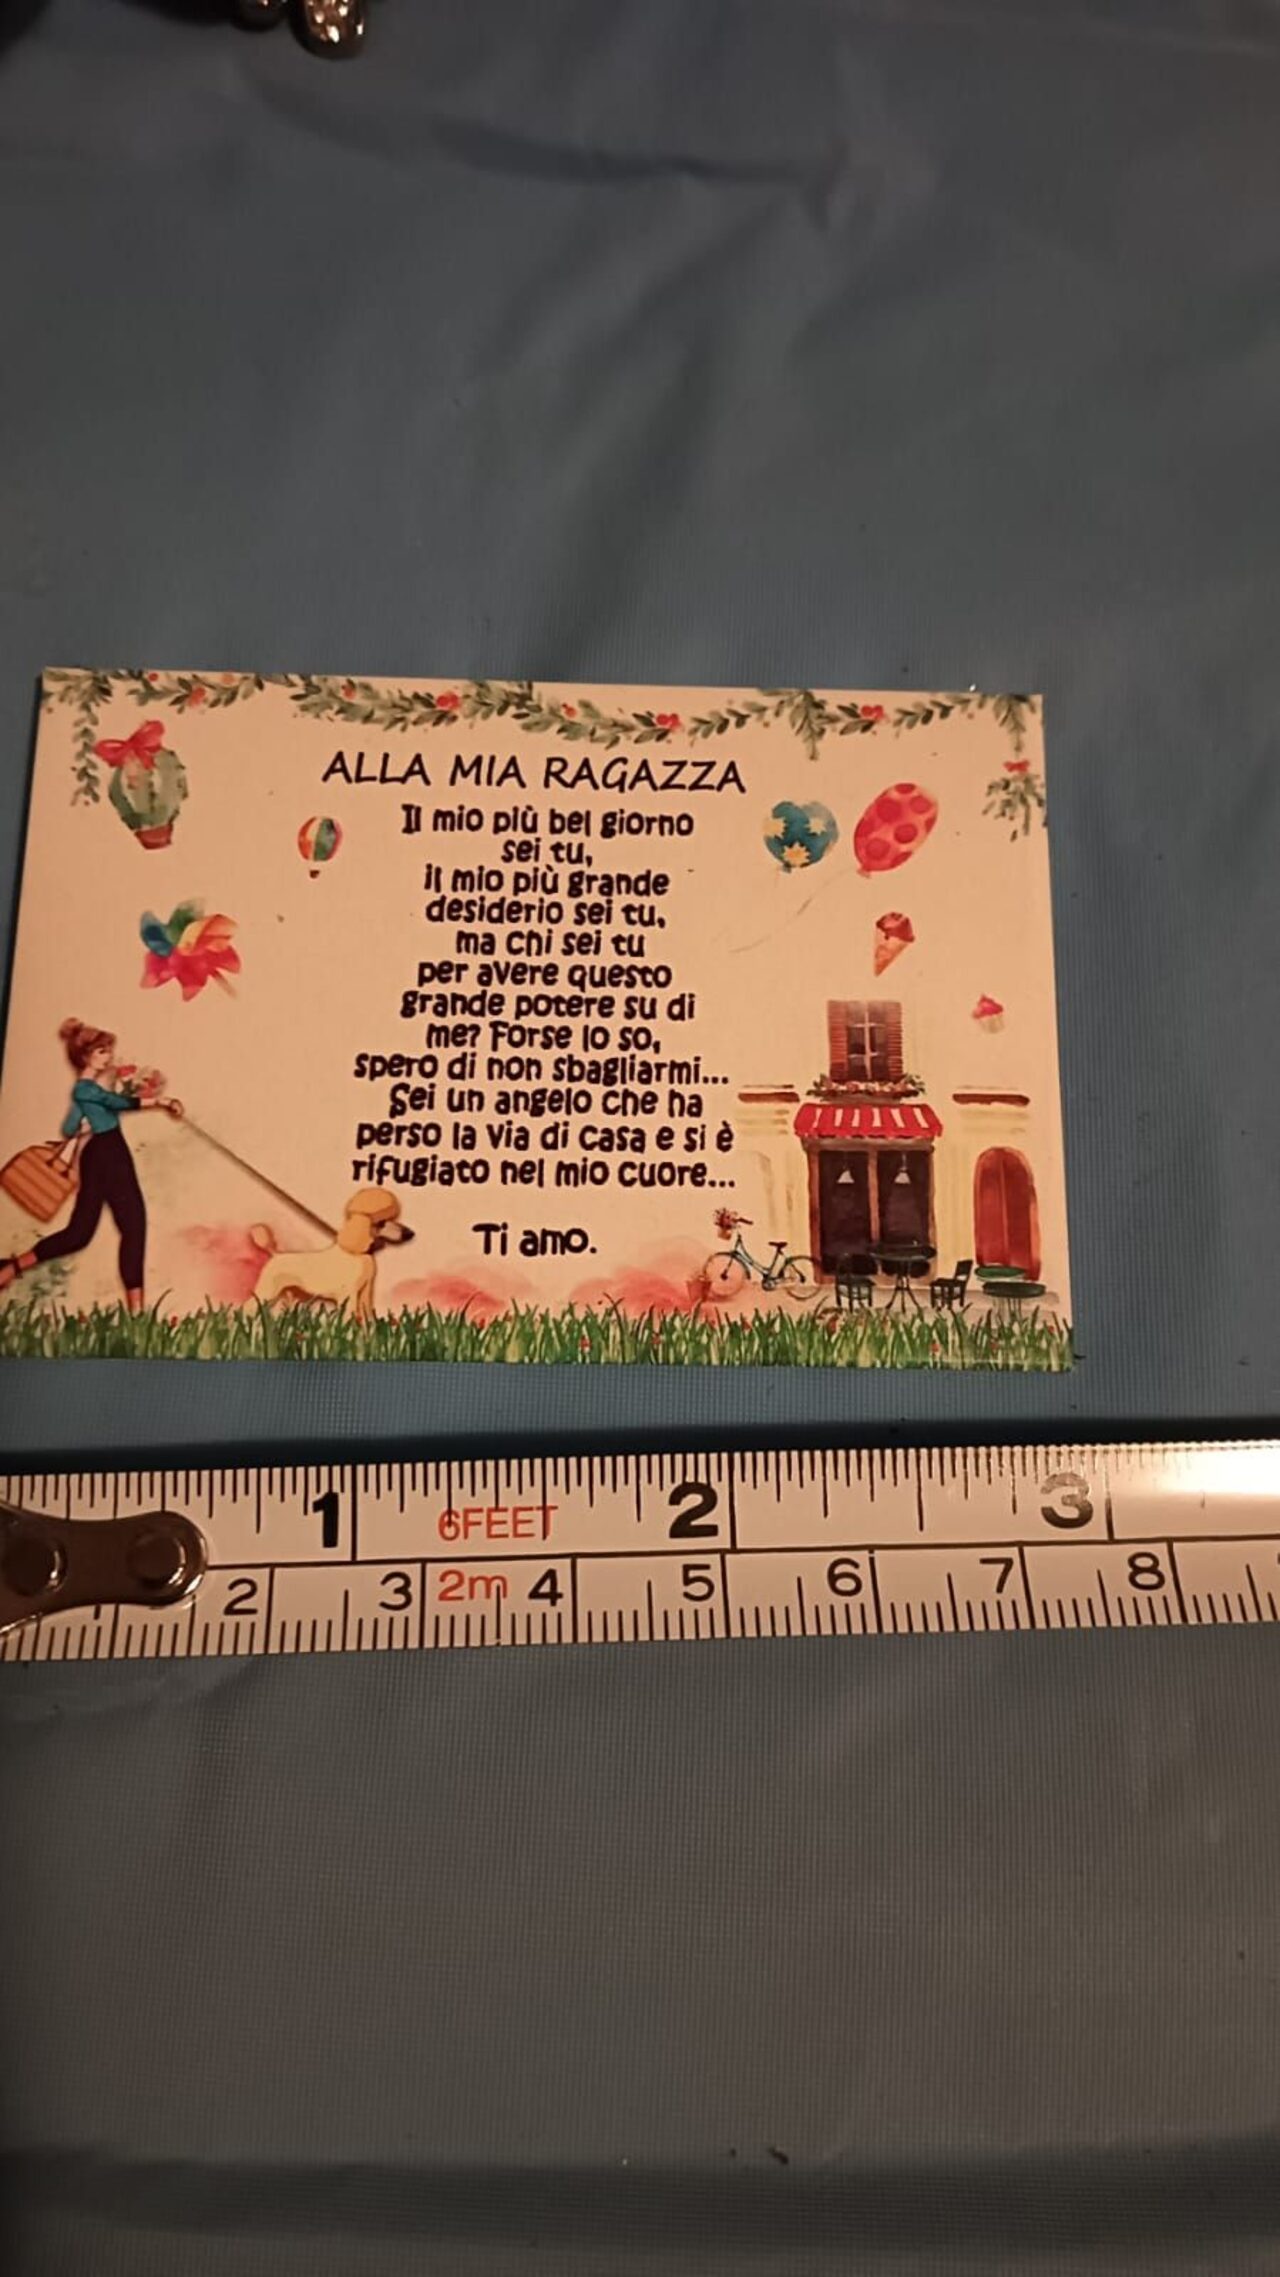 ALLA MIA RAGAZZA
Il mio più bel giorno
sei tu,
il mio più grande
desiderio sei tu,
ma chi sei tu
per avere questo
grande potere su di
me? Forse lo so,
spero di non sbagliarmi...
Sei un angelo che ha
perso la via di casa e si è
rifugiato nel mio cuore...
Ti amo.
1 6FEET 2 3
2 3 2m 4 5 6 7 8